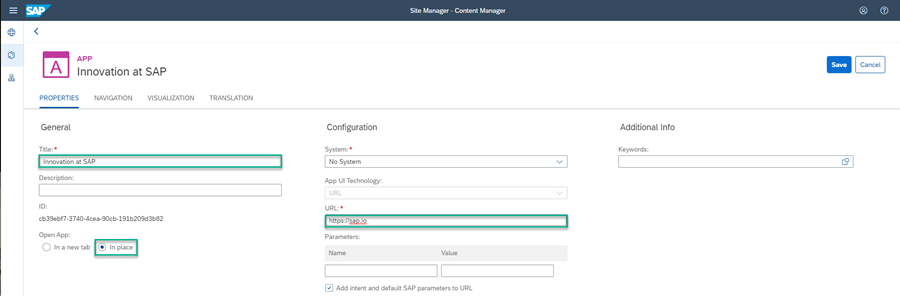 SAP
Site Manager - Content Manager
A
APP
Innovation at SAP
Save
Cancel
PROPERTIES
NAVIGATION
VISUALIZATION
TRANSLATION
General
Title:*
Innovation at SAP
Description:
ID:
cb39ebf7-3740-4cea-90cb-191b209d3b82
Open App:
In a new tab
In place
Configuration
System:*
No System
App UI Technology:
URL
URL:*
https://sap.io
Parameters:
Name
Value
Add intent and default SAP parameters to URL
Additional Info
Keywords: